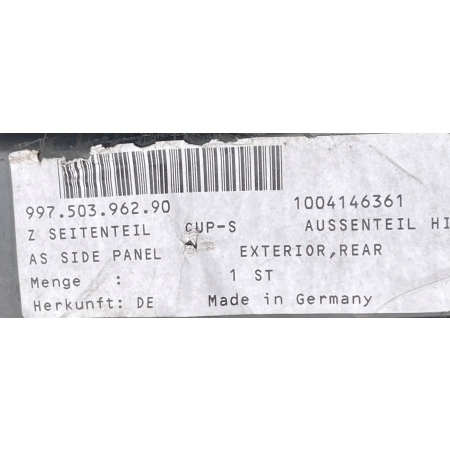 997.503.962.90 1004146361
Z SEITENTEIL CUP-S AUSSENTEIL HI
AS SIDE PANEL EXTERIOR,REAR
Menge : 1 ST
Herkunft: DE Made in Germany